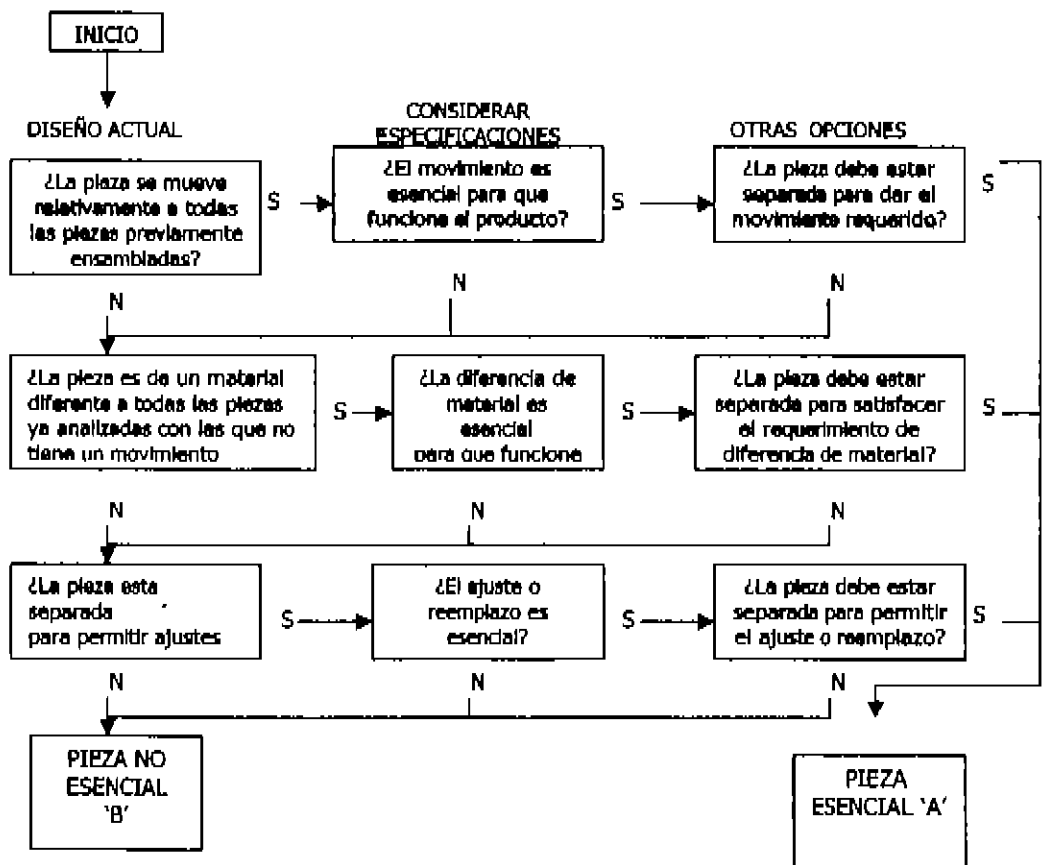 INICIO
DISEÑO ACTUAL
CONSIDERAR
ESPECIFICACIONES
OTRAS OPCIONES
¿La pieza se mueve
relativamente a todas
las piezas previamente
ensambladas?
S
¿El movimiento es
esencial para que
funcione el producto?
S
¿La pieza debe estar
separada para dar el
movimiento requerido?
S
N
N
N
¿La pieza es de un material
diferente a todas las piezas
ya analizadas con las que no
tiene un movimiento
S
¿La diferencia de
material es
esencial
para que funcione
S
¿La pieza debe estar
separada para satisfacer
el requerimiento de
diferencia de material?
S
N
N
N
¿La pieza esta
separada
para permitir ajustes
S
¿El ajuste o
reemplazo es
esencial?
S
¿La pieza debe estar
separada para permitir
el ajuste o reemplazo?
S
N
N
N
PIEZA NO
ESENCIAL
'B'
PIEZA
ESENCIAL 'A'